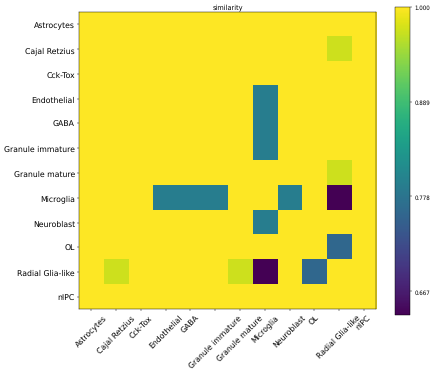 similarity
Astrocytes
Cajal Retzius
Cck-Tox
Endothelial
GABA
Granule immature
Granule mature
Microglia
Neuroblast
OL
Radial Glia-like
nIPC
Astrocytes
Cajal Retzius
Cck-Tox
Endothelial
GABA
Granule immature
Granule mature
Microglia
Neuroblast
OL
Radial Glia-like
nIPC
1.000
0.889
0.778
0.667